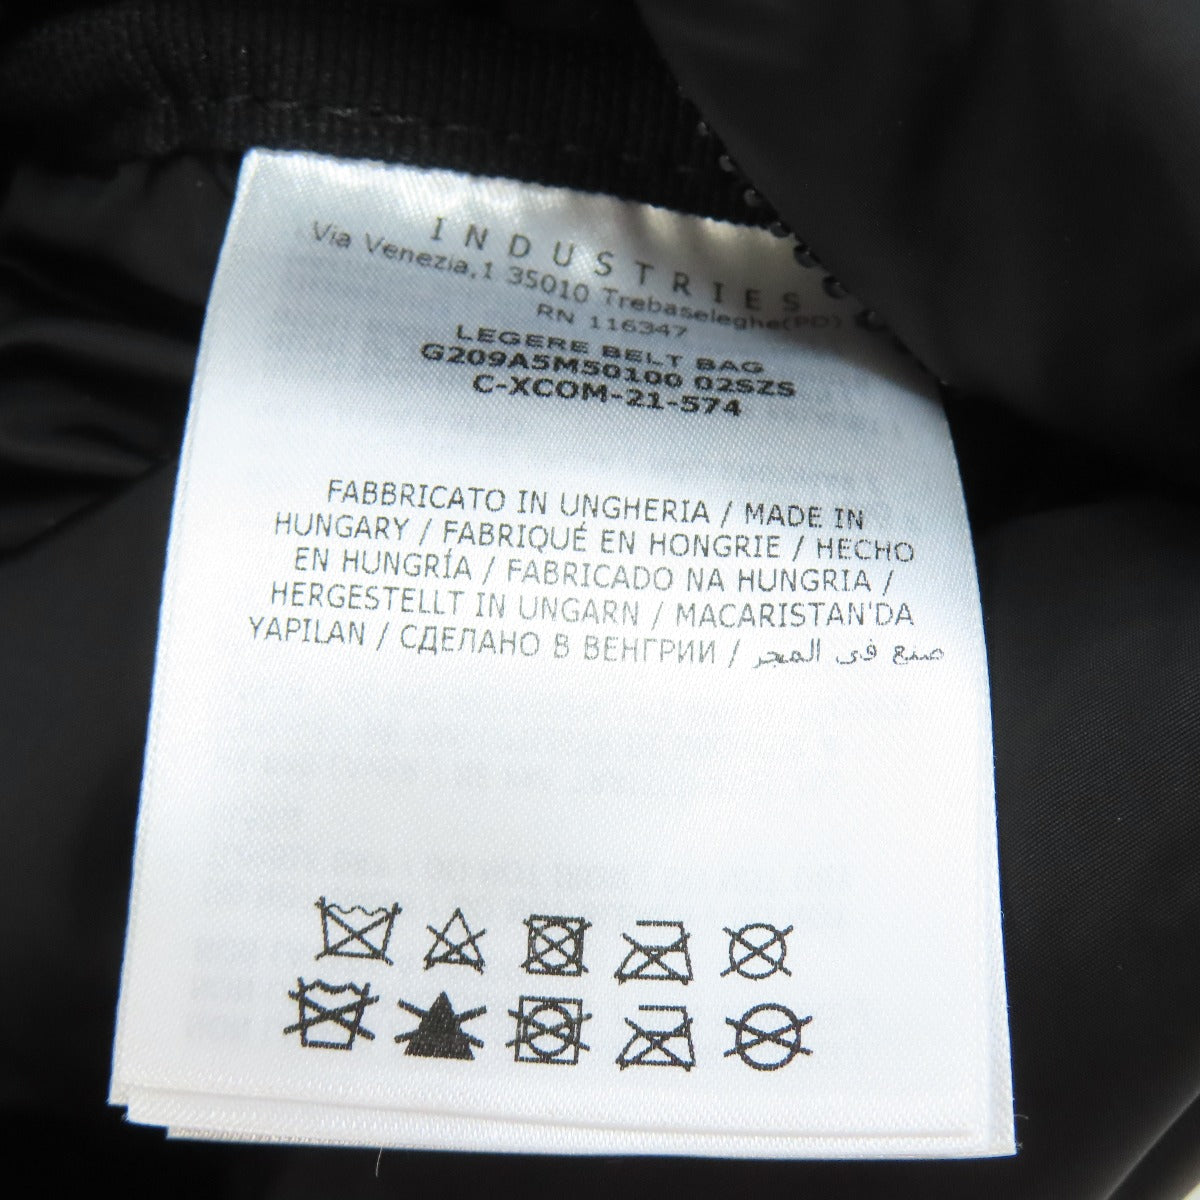 INDUSTRIES
Via Venezia,1 35010 Trebaseleghe(PD)
RN 116347
LEGERE BELT BAG
G209A5M50100 02SZS
C-XCOM-21-574
FABBRICATO IN UNGHERIA / MADE IN
HUNGARY / FABRIQUÉ EN HONGRIE / HECHO
EN HUNGRÍA / FABRICADO NA HUNGRIA /
HERGESTELLT IN UNGARN / MACARISTAN'DA
YAPILAN / СДЕЛАНО В ВЕНГРИИ / صنع في المجر